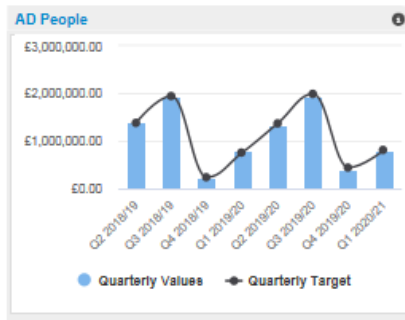 AD People
£3,000,000.00
£2,000,000.00
£1,000,000.00
£0.00
Q2 2018/19
Q3 2018/19
Q4 2018/19
Q1 2019/20
Q2 2019/20
Q3 2019/20
Q4 2019/20
Q1 2020/21
Quarterly Values
Quarterly Target